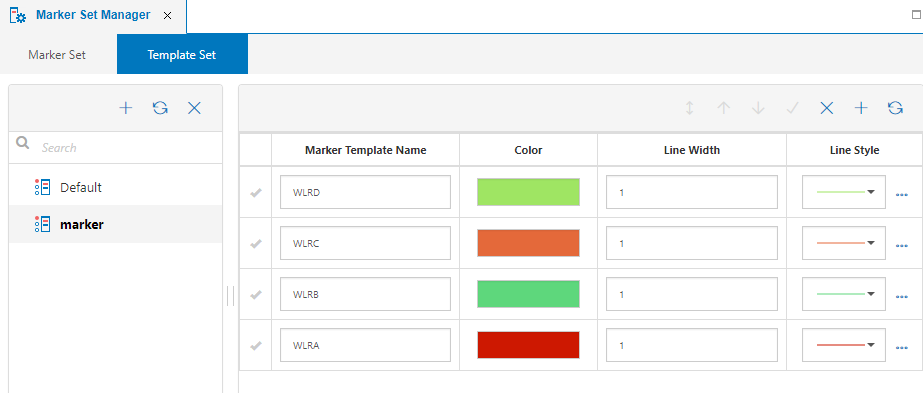 Marker Set Manager
Marker Set Template Set
Search
Default
marker
Marker Template Name Color Line Width Line Style
WLRD 1
WLRC 1
WLRB 1
WLRA 1